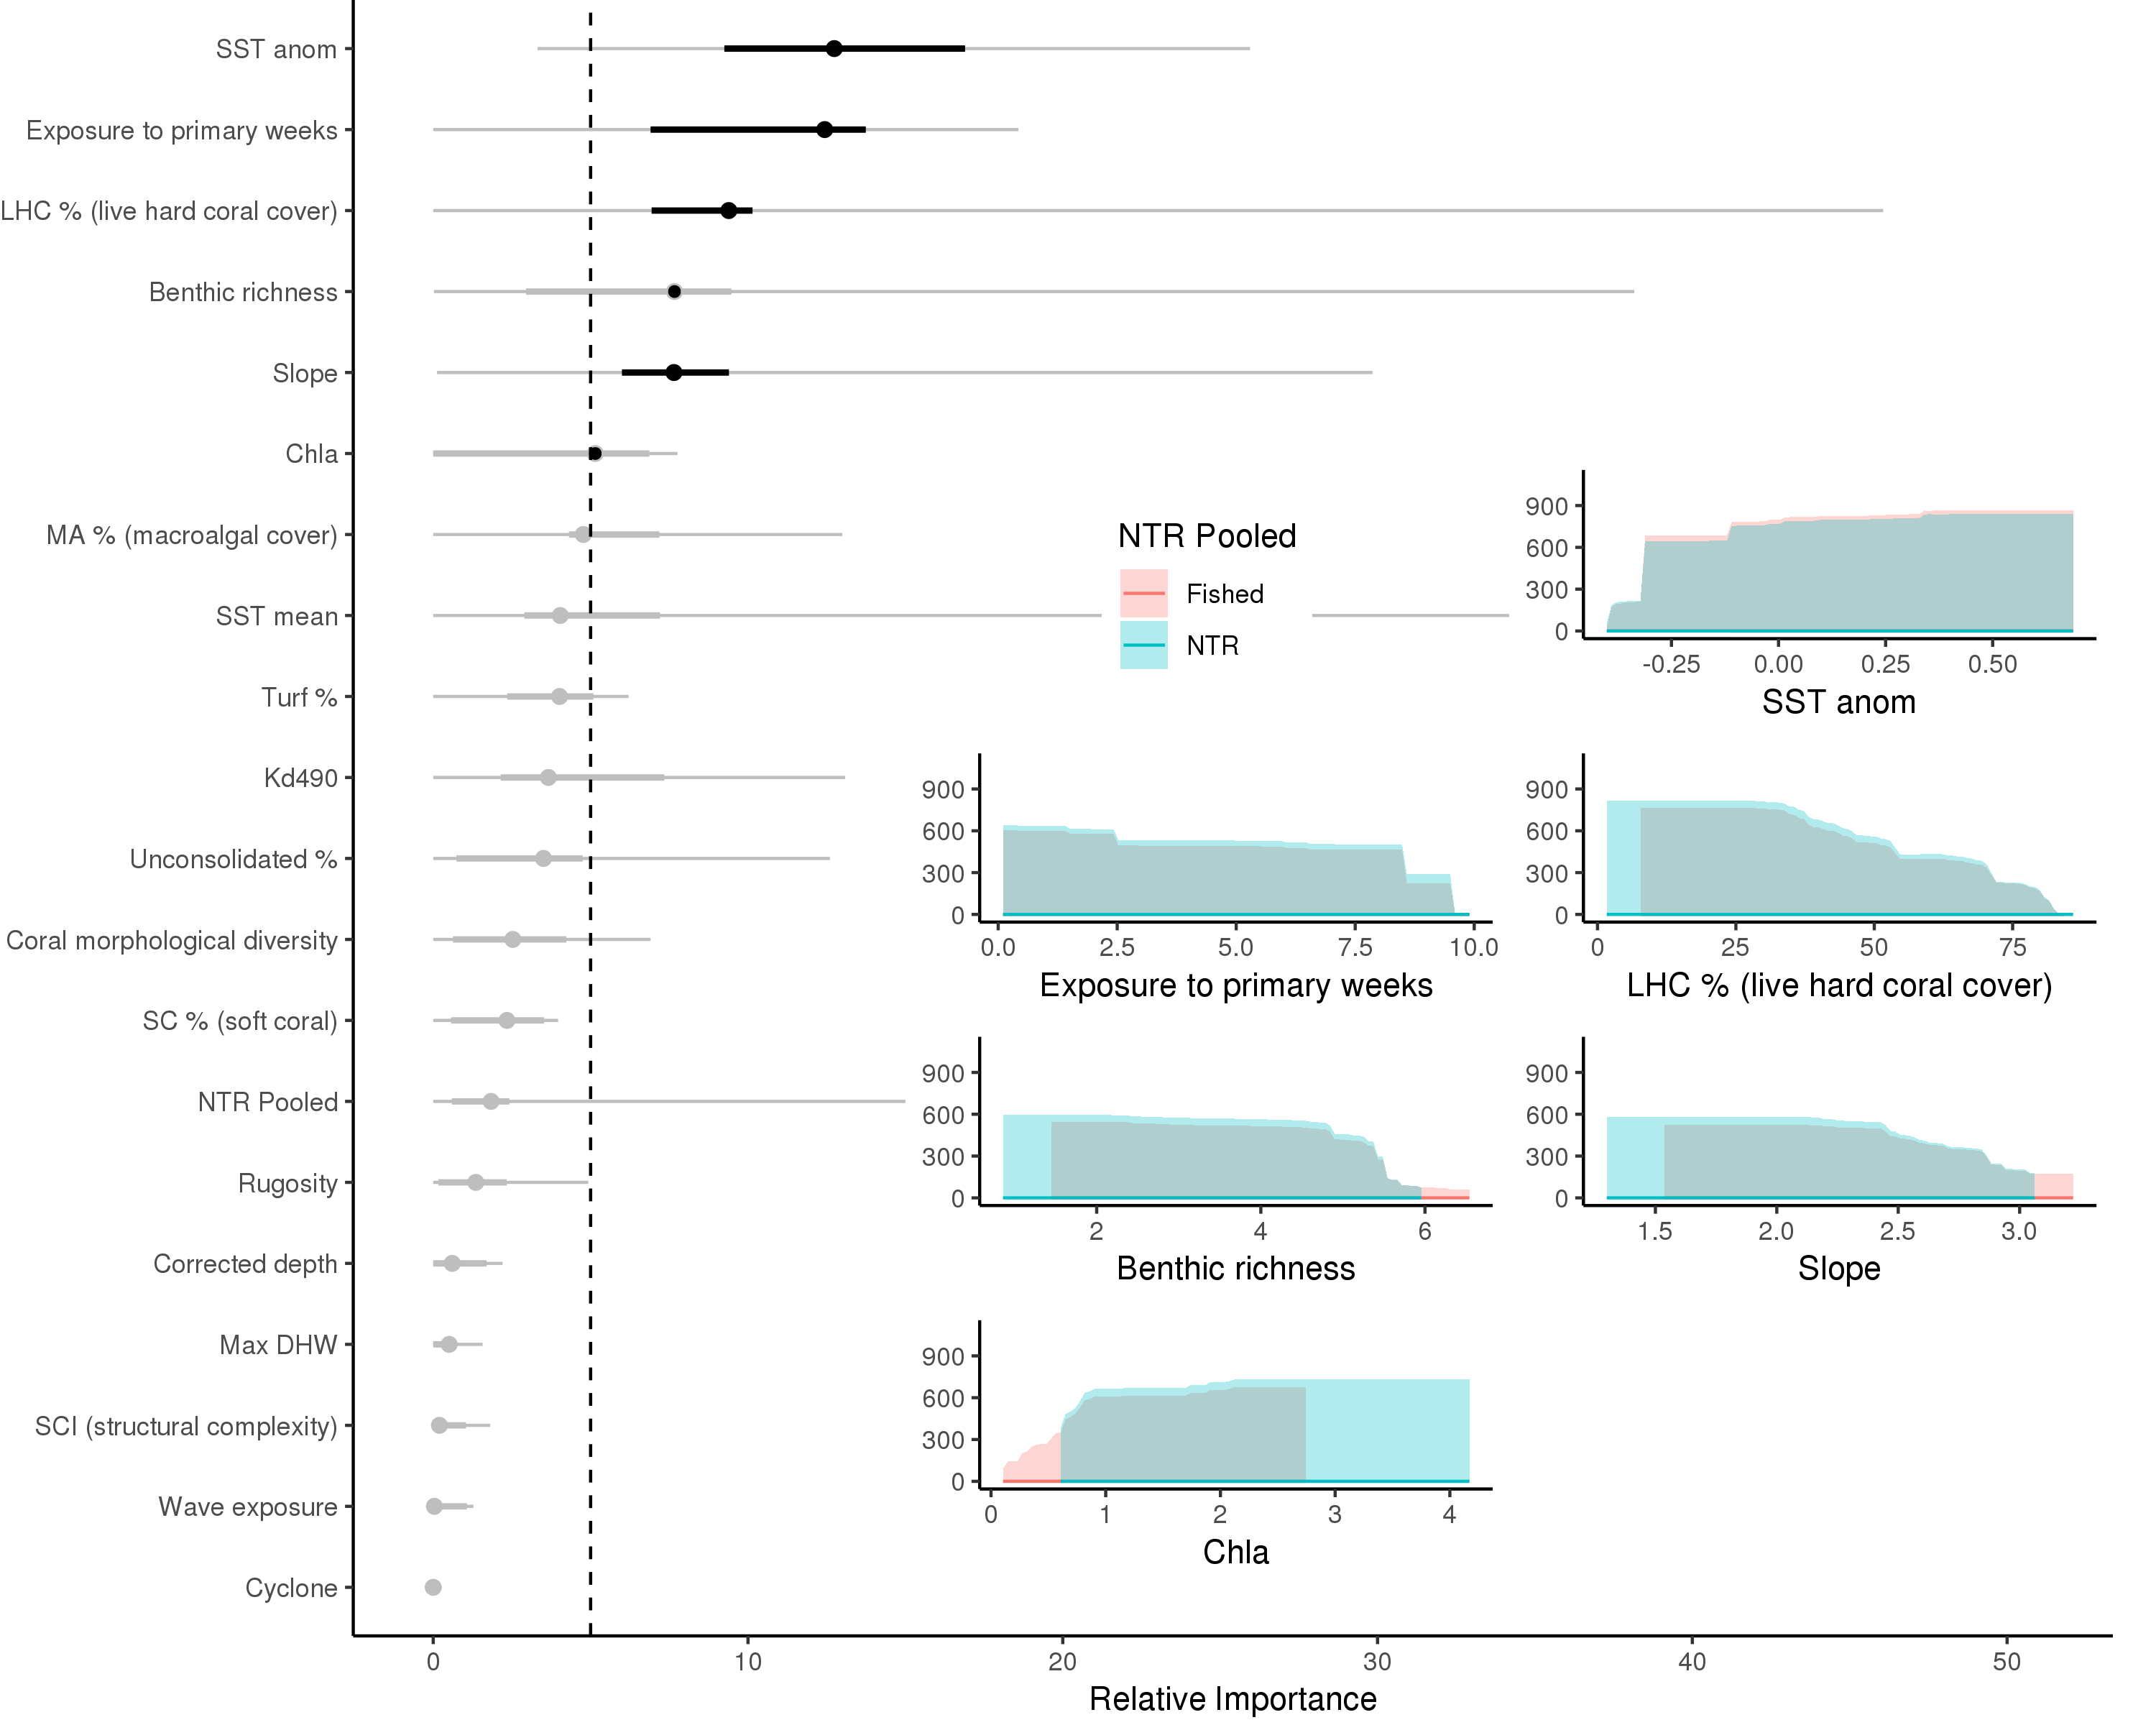 SST anom
Exposure to primary weeks
LHC % (live hard coral cover)
Benthic richness
Slope
Chla
MA % (macroalgal cover)
SST mean
Turf %
Kd490
Unconsolidated %
Coral morphological diversity
SC % (soft coral)
NTR Pooled
Rugosity
Corrected depth
Max DHW
SCI (structural complexity)
Wave exposure
Cyclone
0 10 20 30 40 50
Relative Importance
NTR Pooled
Fished
NTR
900
600
300
0
-0.25 0.00 0.25 0.50
SST anom
900
600
300
0
0.0 2.5 5.0 7.5 10.0
Exposure to primary weeks
900
600
300
0
0 25 50 75
LHC % (live hard coral cover)
900
600
300
0
2 4 6
Benthic richness
900
600
300
0
1.5 2.0 2.5 3.0
Slope
900
600
300
0
0 1 2 3 4
Chla